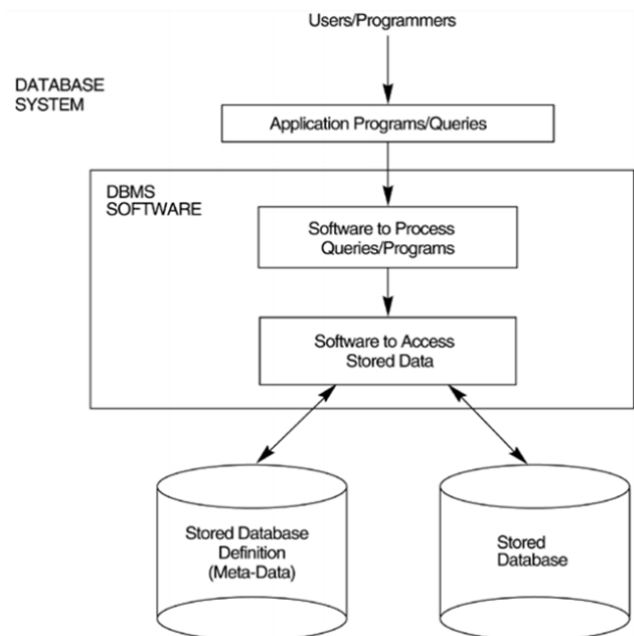 Users/Programmers
DATABASE
SYSTEM
Application Programs/Queries
DBMS
SOFTWARE
Software to Process
Queries/Programs
Software to Access
Stored Data
Stored Database
Definition
(Meta-Data)
Stored
Database